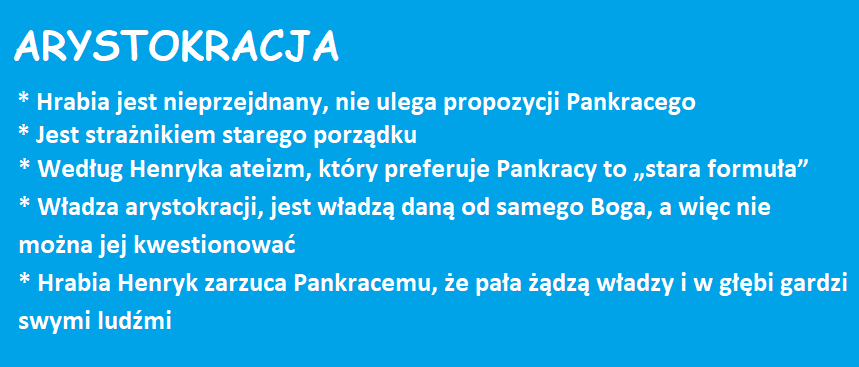 ARYSTOKRACJA
* Hrabia jest nieprzejdnany, nie ulega propozycji Pankracego
* Jest strażnikiem starego porządku
* Według Henryka ateizm, który preferuje Pankracy to „stara formuła”
* Władza arystokracji, jest władzą daną od samego Boga, a więc nie
można jej kwestionować
* Hrabia Henryk zarzuca Pankracemu, że pała żądzą władzy i w głębi gardzi
swymi ludźmi